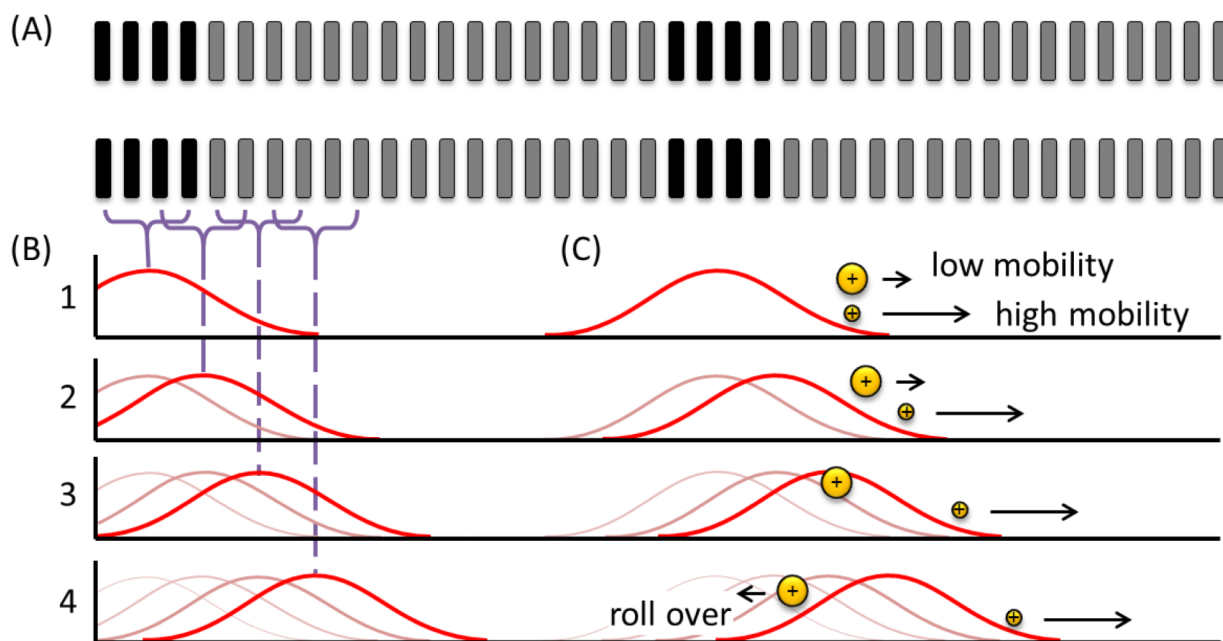 (A)
(B)
(C)
1
+
low mobility
+
high mobility
2
+
+
3
+
+
4
roll over
+
+